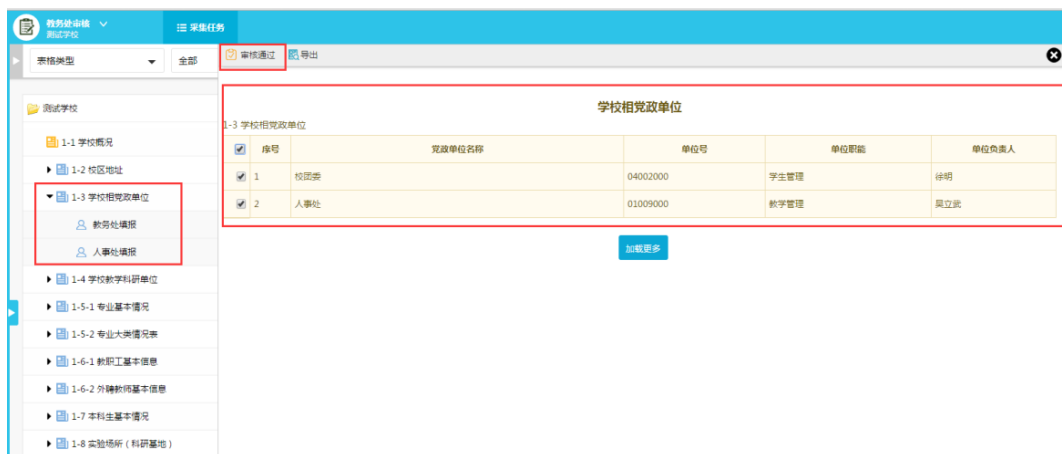 教务处审核
测试学校
采集任务
表格类型
全部
审核通过
导出
测试学校
1-1 学校概况
1-2 校区地址
1-3 学校相党政单位
教务处填报
人事处填报
1-4 学校教学科研单位
1-5-1 专业基本情况
1-5-2 专业大类情况表
1-6-1 教职工基本信息
1-6-2 外聘教师基本信息
1-7 本科生基本情况
1-8 实验场所 ( 科研基地 )
学校相党政单位
1-3 学校相党政单位
序号 党政单位名称 单位号 单位职能 单位负责人
1 校团委 04002000 学生管理 徐明
2 人事处 01009000 教学管理 吴立武
加载更多